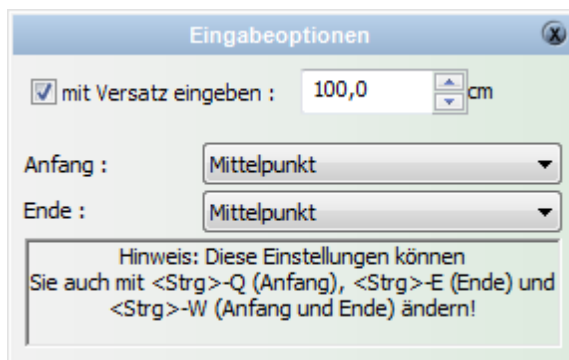 Eingabeoptionen
mit Versatz eingeben : 100,0 cm
Anfang : Mittelpunkt
Ende : Mittelpunkt
Hinweis: Diese Einstellungen können
Sie auch mit <Strg>-Q (Anfang), <Strg>-E (Ende) und
<Strg>-W (Anfang und Ende) ändern!